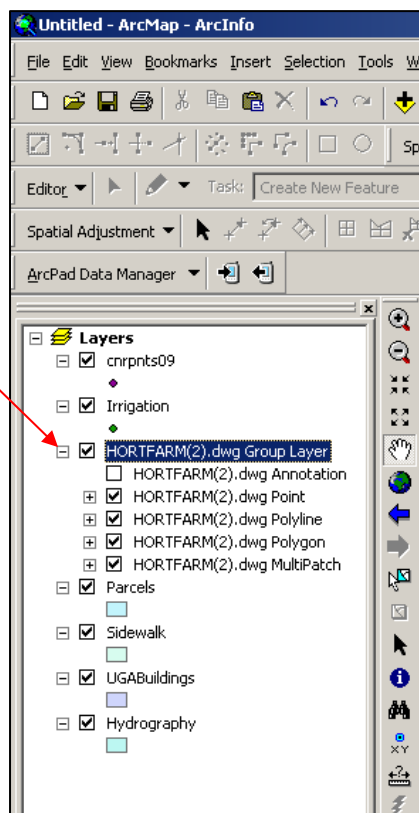 Untitled - ArcMap - ArcInfo
File Edit View Bookmarks Insert Selection Tools W
Sp
Editor Task: Create New Feature
Spatial Adjustment
ArcPad Data Manager
Layers
cnrpnts09
Irrigation
HORTFARM(2).dwg Group Layer
HORTFARM(2).dwg Annotation
HORTFARM(2).dwg Point
HORTFARM(2).dwg Polyline
HORTFARM(2).dwg Polygon
HORTFARM(2).dwg MultiPatch
Parcels
Sidewalk
UGABuildings
Hydrography
XY